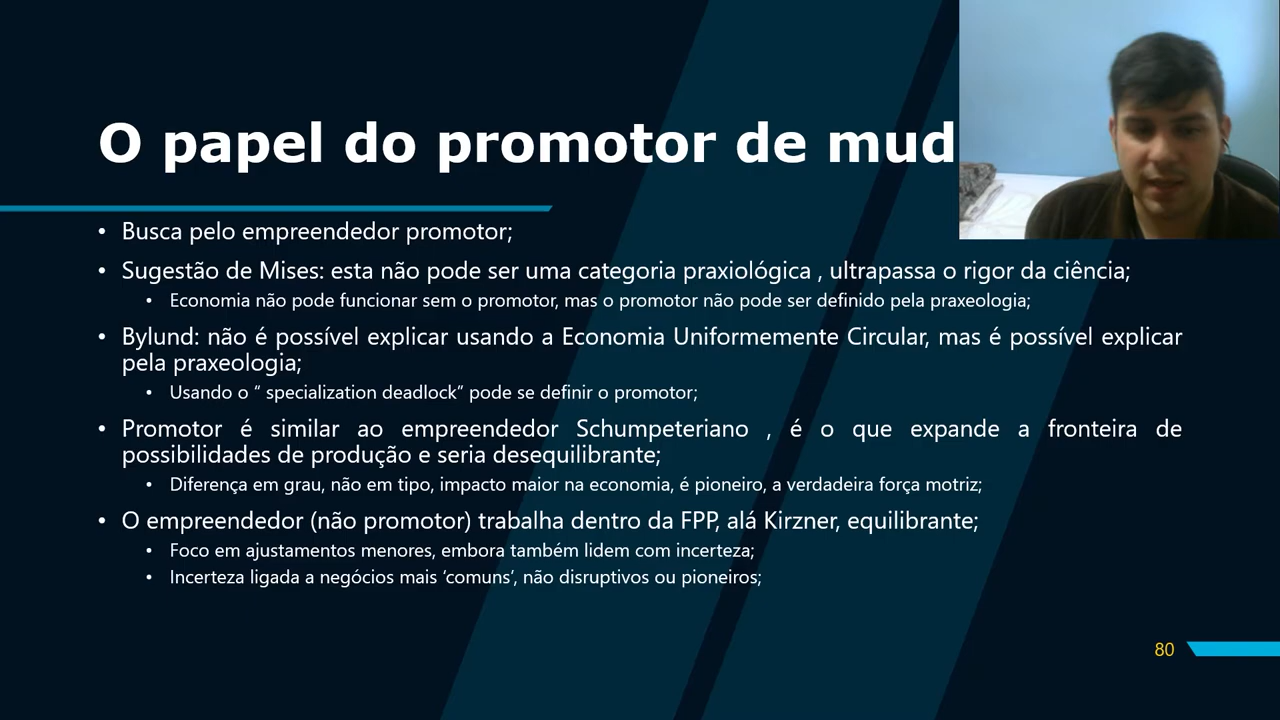 O papel do promotor de mud
• Busca pelo empreendedor promotor;
• Sugestão de Mises: esta não pode ser uma categoria praxiológica , ultrapassa o rigor da ciência;
• Economia não pode funcionar sem o promotor, mas o promotor não pode ser definido pela praxeologia;
• Bylund: não é possível explicar usando a Economia Uniformemente Circular, mas é possível explicar
pela praxeologia;
• Usando o “ specialization deadlock” pode se definir o promotor;
• Promotor é similar ao empreendedor Schumpeteriano , é o que expande a fronteira de
possibilidades de produção e seria desequilibrante;
• Diferença em grau, não em tipo, impacto maior na economia, é pioneiro, a verdadeira força motriz;
• O empreendedor (não promotor) trabalha dentro da FPP, alá Kirzner, equilibrante;
• Foco em ajustamentos menores, embora também lidem com incerteza;
• Incerteza ligada a negócios mais ‘comuns’, não disruptivos ou pioneiros;
80